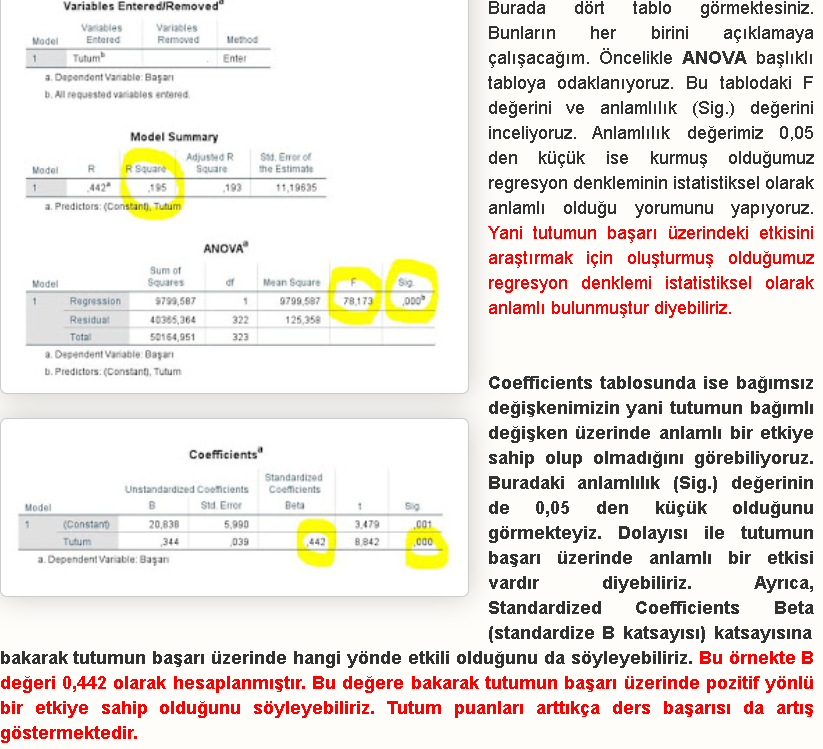 Variables Entered/Removedª
Model Variables Entered Variables Removed Method
1 Tutumᵇ . Enter
a. Dependent Variable: Başarı
b. All requested variables entered.
Model Summary
Model R R Square Adjusted R Square Std. Error of the Estimate
1 ,442ª ,195 ,193 11,19635
a. Predictors: (Constant), Tutum
ANOVAª
Model Sum of Squares df Mean Square F Sig.
1 Regression 9799,587 1 9799,587 78,173 ,000ᵇ
Residual 40365,364 322 125,358
Total 50164,951 323
a. Dependent Variable: Başarı
b. Predictors: (Constant), Tutum
Coefficientsª
Unstandardized Coefficients Standardized Coefficients
Model B Std. Error Beta t Sig.
1 (Constant) 20,838 5,990 3,479 ,001
Tutum ,344 ,039 ,442 8,842 ,000
a. Dependent Variable: Başarı
Burada dört tablo görmektesiniz.
Bunların her birini açıklamaya
çalışacağım. Öncelikle ANOVA başlıklı
tabloya odaklanıyoruz. Bu tablodaki F
değerini ve anlamlılık (Sig.) değerini
inceliyoruz. Anlamlılık değerimiz 0,05
den küçük ise kurmuş olduğumuz
regresyon denkleminin istatistiksel olarak
anlamlı olduğu yorumunu yapıyoruz.
Yani tutumun başarı üzerindeki etkisini
araştırmak için oluşturmuş olduğumuz
regresyon denklemi istatistiksel olarak
anlamlı bulunmuştur diyebiliriz.
Coefficients tablosunda ise bağımsız
değişkenimizin yani tutumun bağımlı
değişken üzerinde anlamlı bir etkiye
sahip olup olmadığını görebiliyoruz.
Buradaki anlamlılık (Sig.) değerinin
de 0,05 den küçük olduğunu
görmekteyiz. Dolayısı ile tutumun
başarı üzerinde anlamlı bir etkisi
vardır diyebiliriz. Ayrıca,
Standardized Coefficients Beta
(standardize B katsayısı) katsayısına
bakarak tutumun başarı üzerinde hangi yönde etkili olduğunu da söyleyebiliriz. Bu örnekte B
değeri 0,442 olarak hesaplanmıştır. Bu değere bakarak tutumun başarı üzerinde pozitif yönlü
bir etkiye sahip olduğunu söyleyebiliriz. Tutum puanları arttıkça ders başarısı da artış
göstermektedir.